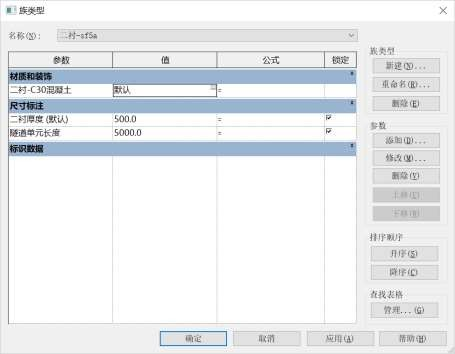 族类型
名称(N):
二衬-sf5a
参数
值
公式
锁定
材质和装饰
二衬-C30混凝土
默认
=
尺寸标注
二衬厚度 (默认)
500.0
=
隧道单元长度
5000.0
=
标识数据
族类型
新建(N)...
重命名(R)...
删除(E)
参数
添加(D)...
修改(M)...
删除(V)
上移(U)
下移(N)
排序顺序
升序(S)
降序(C)
查找表格
管理...(G)
确定
取消
应用(A)
帮助(H)